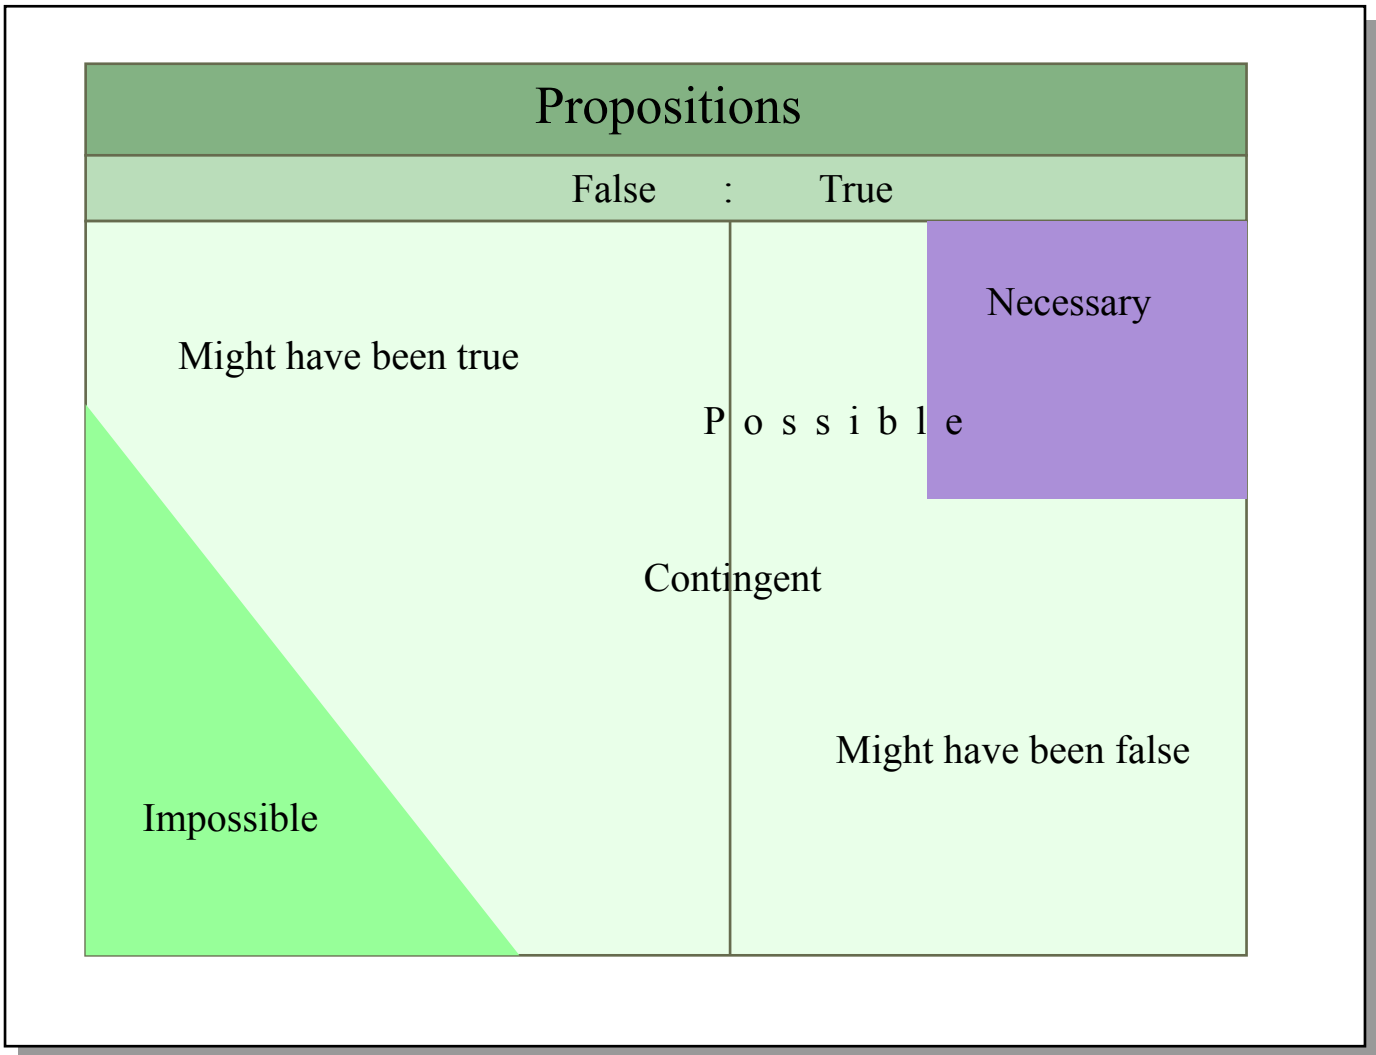 Propositions
False : True
Necessary
Might have been true
P o s s i b l e
Contingent
Might have been false
Impossible